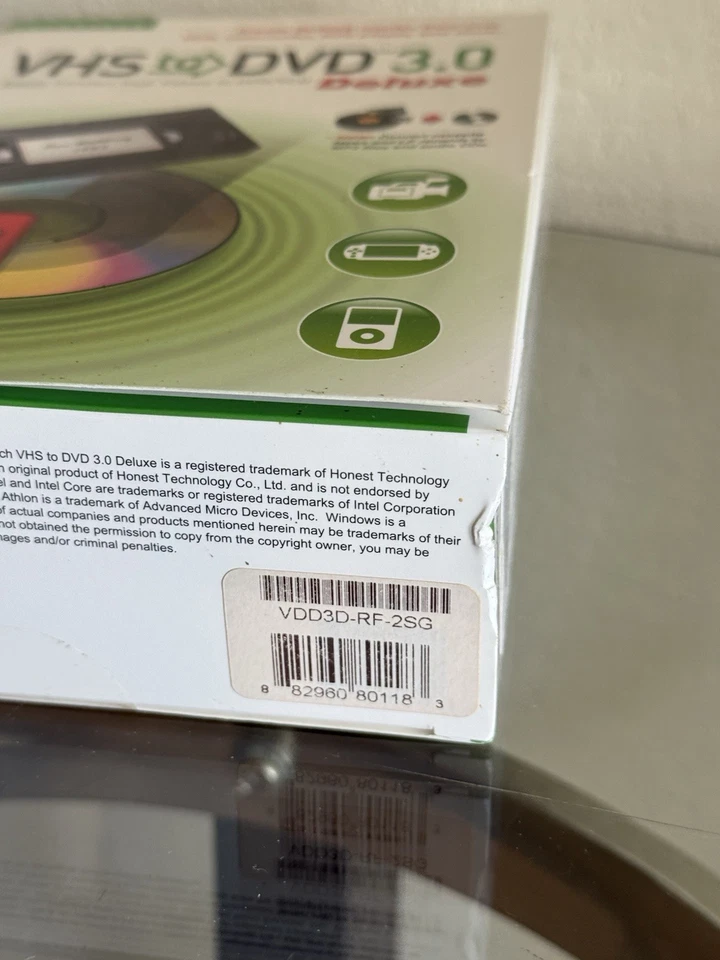 VHS to DVD 3.0
Deluxe
ch VHS to DVD 3.0 Deluxe is a registered trademark of Honest Technology
n original product of Honest Technology Co., Ltd. and is not endorsed by
el and Intel Core are trademarks or registered trademarks of Intel Corporation
Athlon is a trademark of Advanced Micro Devices, Inc. Windows is a
f actual companies and products mentioned herein may be trademarks of their
not obtained the permission to copy from the copyright owner, you may be
nages and/or criminal penalties.
VDD3D-RF-2SG
8 82960 80118 3